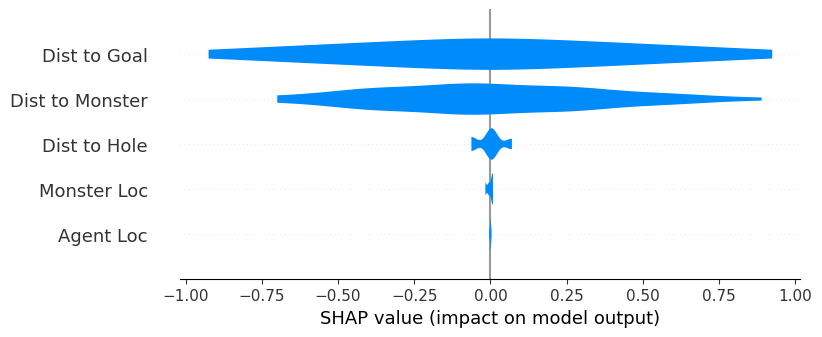 Dist to Goal
Dist to Monster
Dist to Hole
Monster Loc
Agent Loc
−1.00 −0.75 −0.50 −0.25 0.00 0.25 0.50 0.75 1.00
SHAP value (impact on model output)